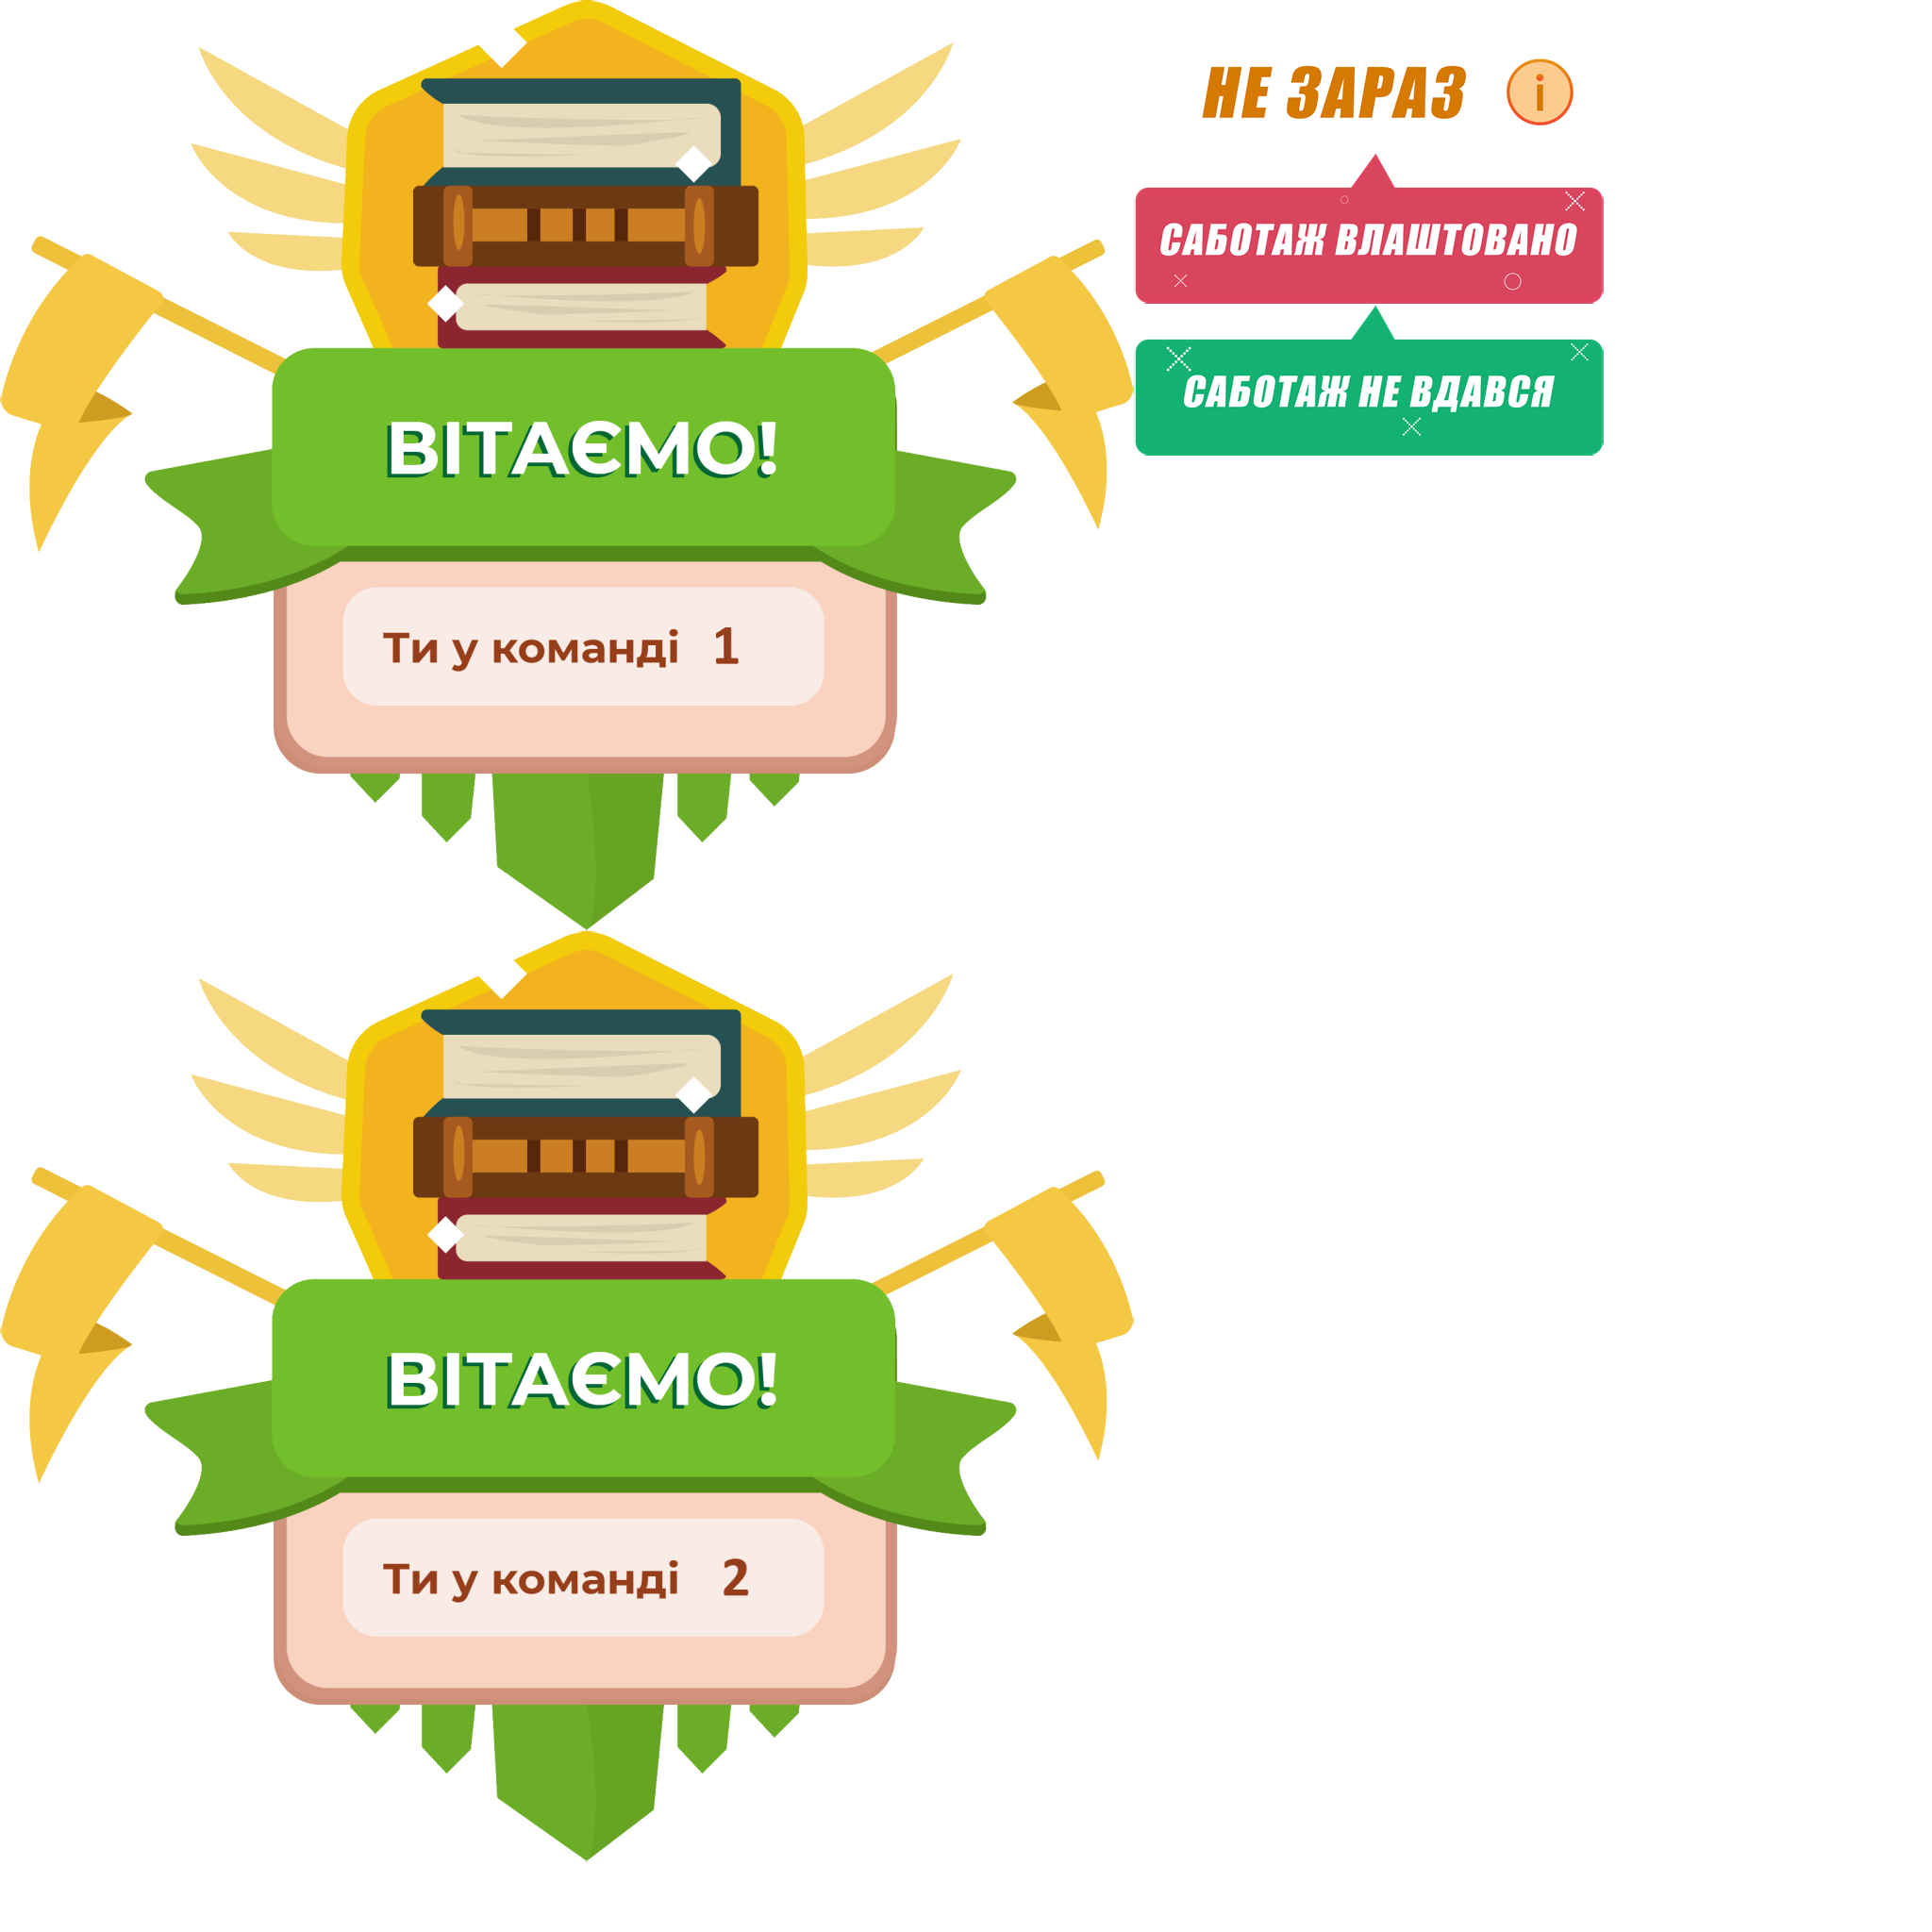 ВІТАЄМО!
Ти у команді 1
НЕ ЗАРАЗ i
САБОТАЖ ВЛАШТОВАНО
САБОТАЖ НЕ ВДАВСЯ
ВІТАЄМО!
Ти у команді 2